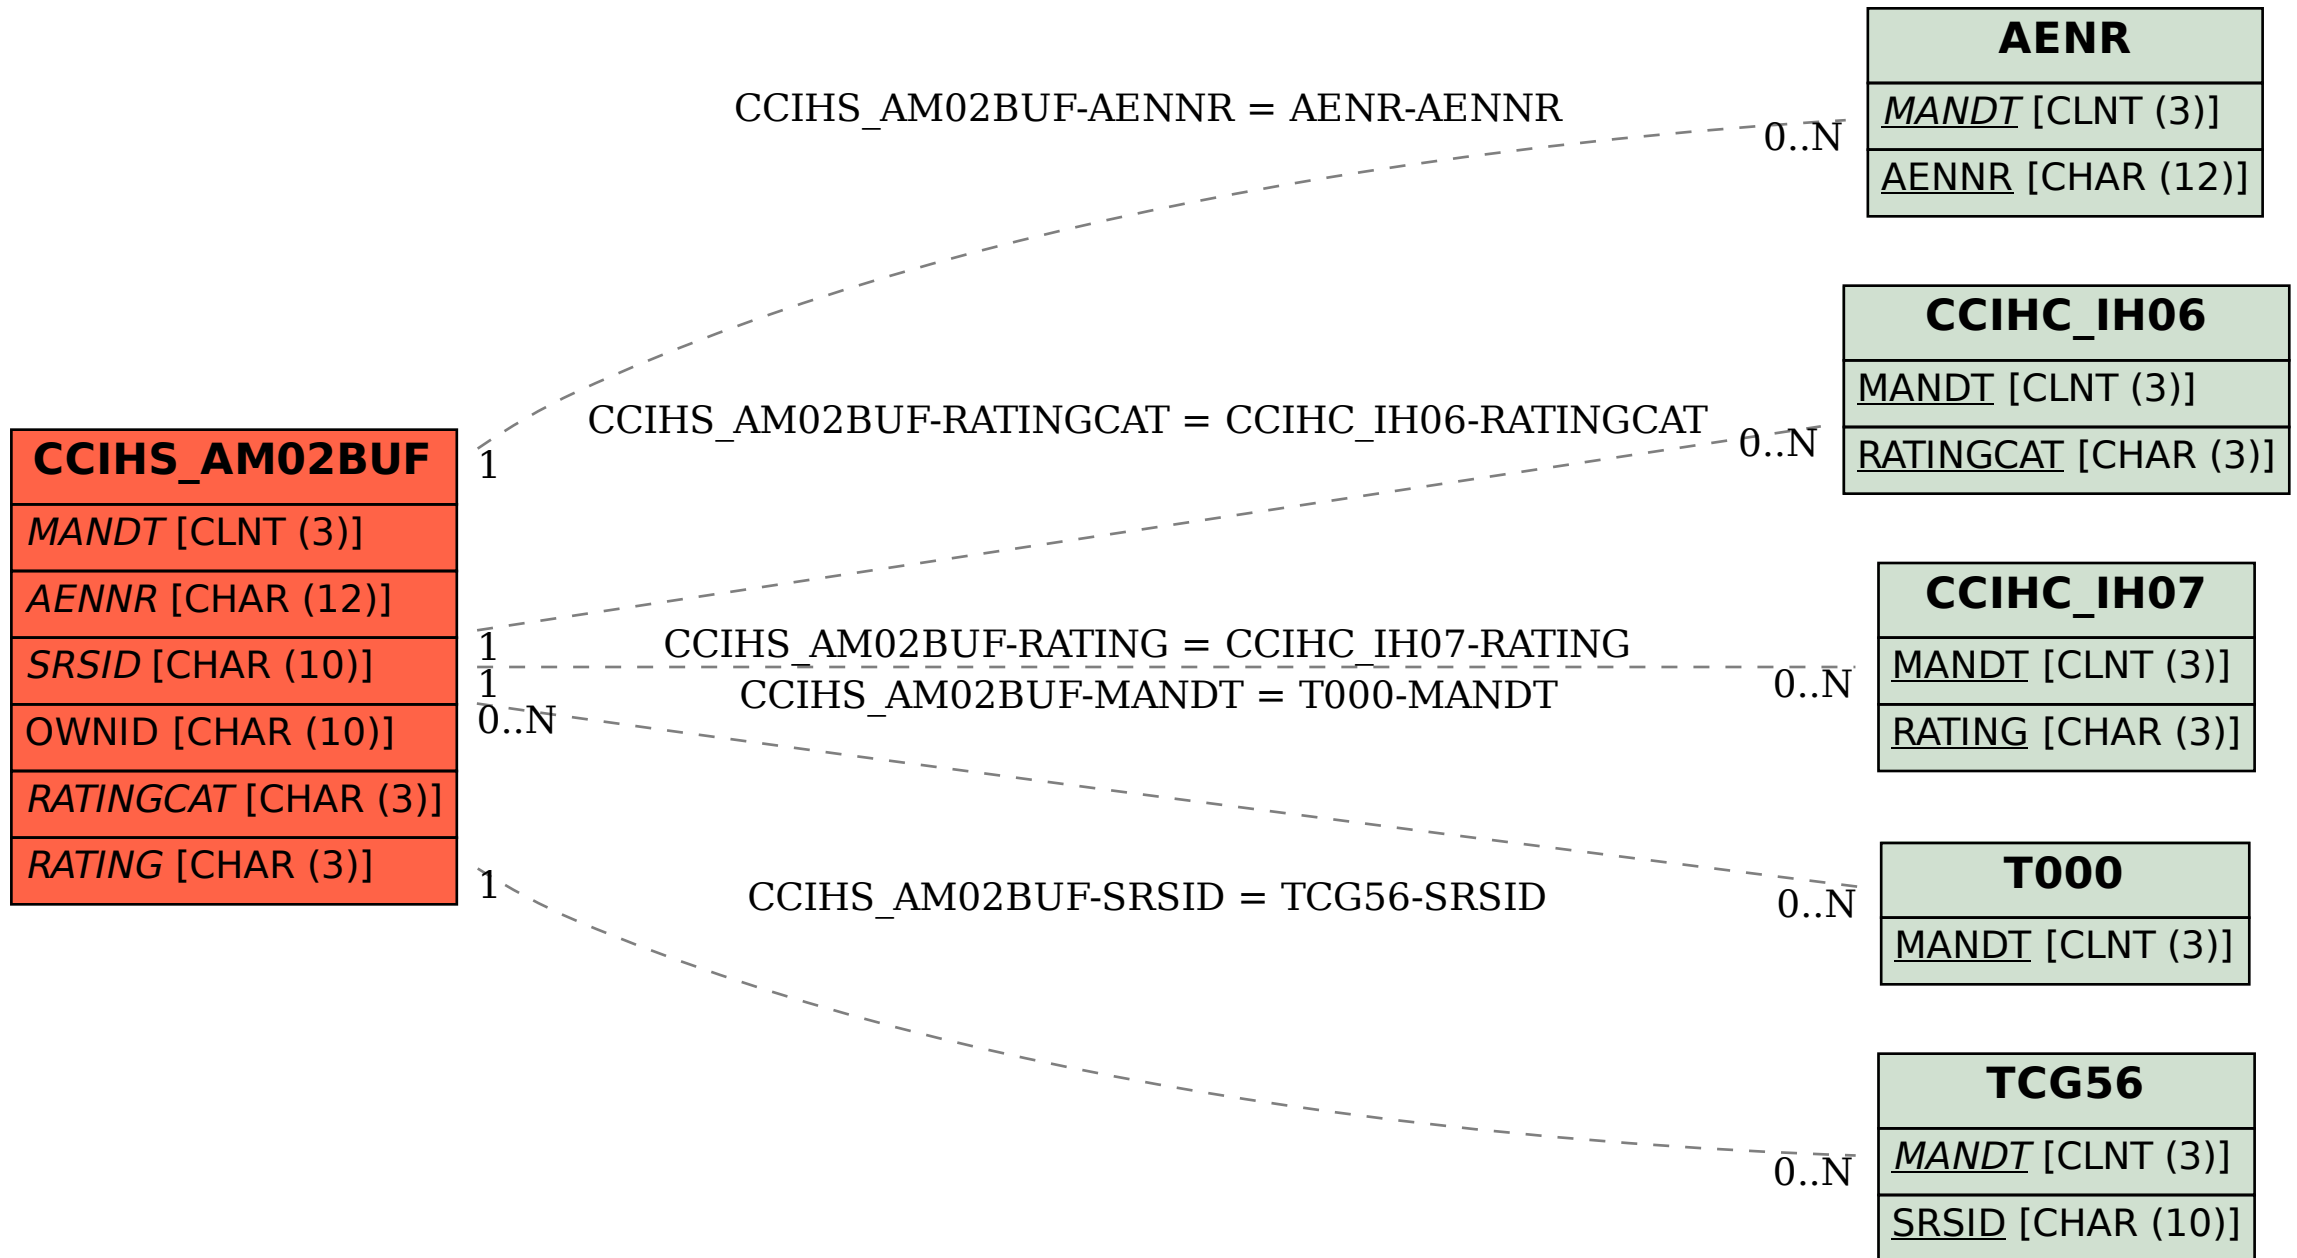 CCIHS_AM02BUF
MANDT [CLNT (3)]
AENNR [CHAR (12)]
SRSID [CHAR (10)]
OWNID [CHAR (10)]
RATINGCAT [CHAR (3)]
RATING [CHAR (3)]
CCIHS_AM02BUF-AENNR = AENR-AENNR
0..N
1
CCIHS_AM02BUF-RATINGCAT = CCIHC_IH06-RATINGCAT
0..N
1
CCIHS_AM02BUF-RATING = CCIHC_IH07-RATING
0..N
1
CCIHS_AM02BUF-MANDT = T000-MANDT
0..N
0..N
CCIHS_AM02BUF-SRSID = TCG56-SRSID
1
0..N
AENR
MANDT [CLNT (3)]
AENNR [CHAR (12)]
CCIHC_IH06
MANDT [CLNT (3)]
RATINGCAT [CHAR (3)]
CCIHC_IH07
MANDT [CLNT (3)]
RATING [CHAR (3)]
T000
MANDT [CLNT (3)]
TCG56
MANDT [CLNT (3)]
SRSID [CHAR (10)]